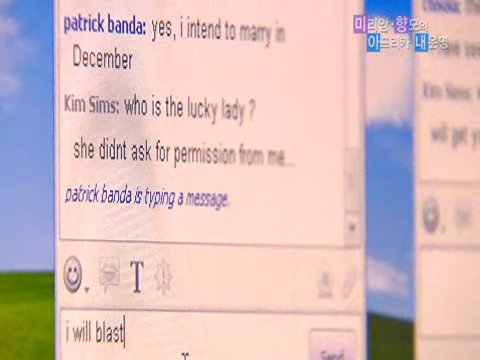 미리암·향모의
아프리카 내운명
patrick banda: yes, i intend to marry in
December
Kim Sims: who is the lucky lady ?
she didnt ask for permission from me...
patrick banda is typing a message.
T
i will blast
Send
Kim Sims:
will get y